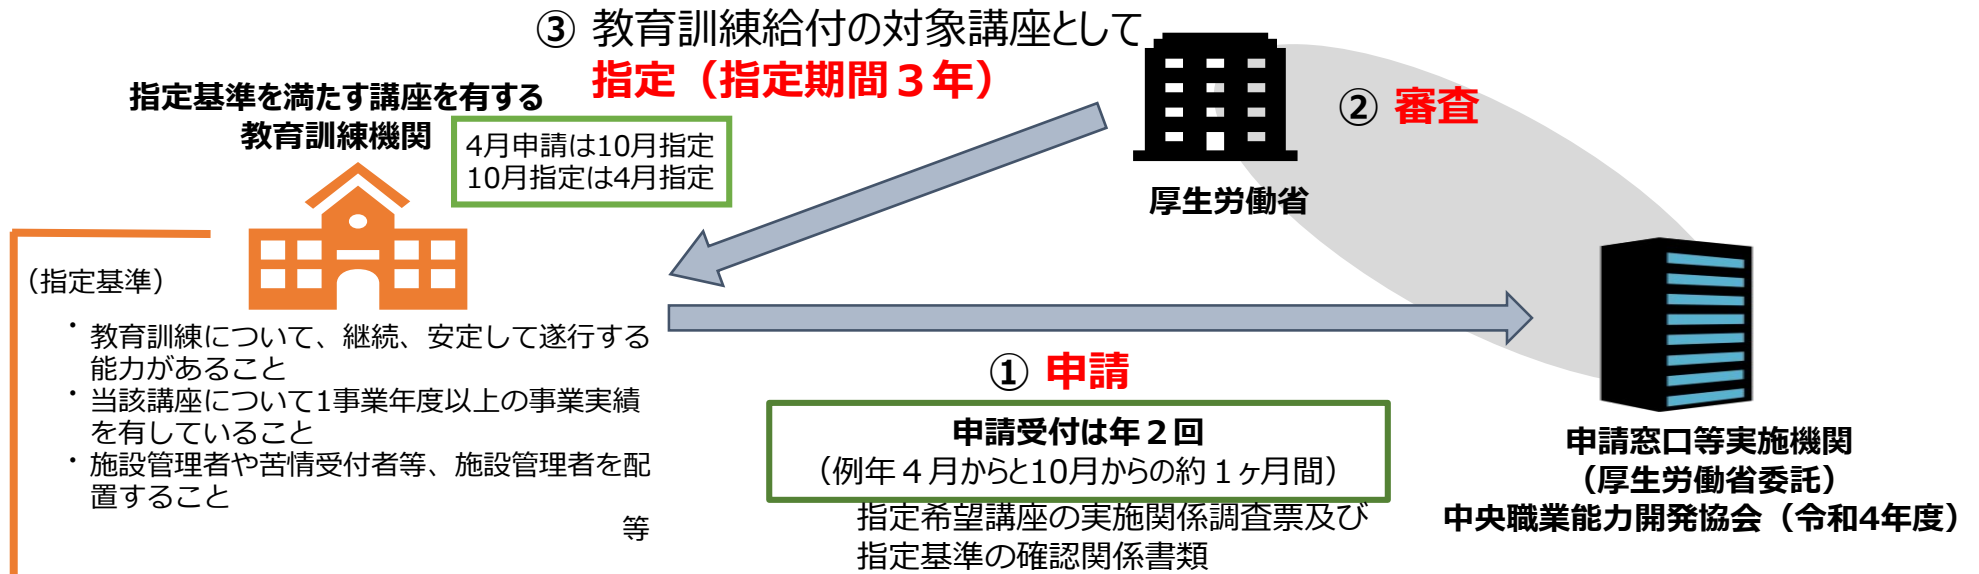 ③ 教育訓練給付の対象講座として
指定（指定期間３年）
指定基準を満たす講座を有する
教育訓練機関
4月申請は10月指定
10月指定は4月指定
② 審査
厚生労働省
（指定基準）
・教育訓練について、継続、安定して遂行する
能力があること
・当該講座について1事業年度以上の事業実績
を有していること
・施設管理者や苦情受付者等、施設管理者を配
置すること
等
① 申請
申請受付は年２回
（例年４月からと10月からの約１ヶ月間）
指定希望講座の実施関係調査票及び
指定基準の確認関係書類
申請窓口等実施機関
（厚生労働省委託）
中央職業能力開発協会（令和4年度）